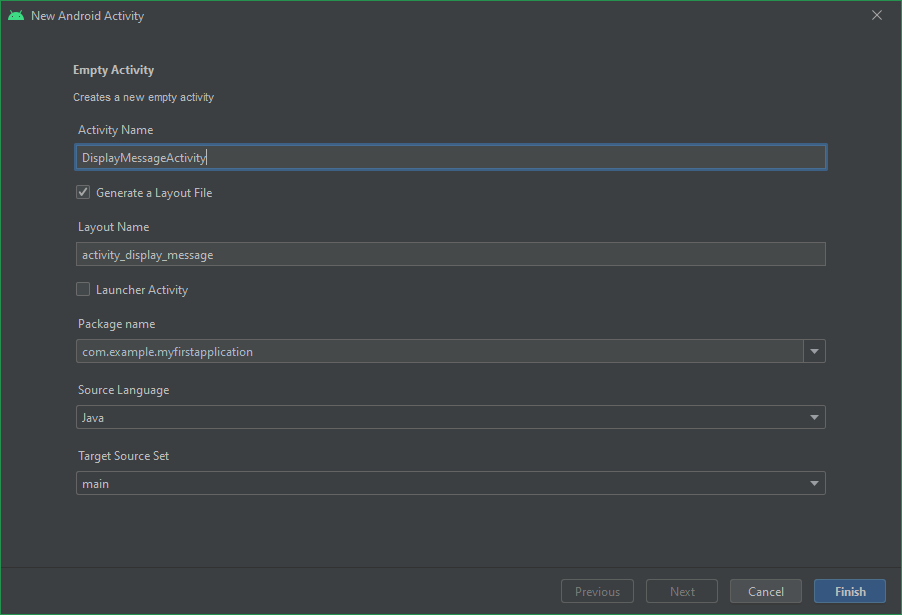 New Android Activity
Empty Activity
Creates a new empty activity
Activity Name
DisplayMessageActivity
Generate a Layout File
Layout Name
activity_display_message
Launcher Activity
Package name
com.example.myfirstapplication
Source Language
Java
Target Source Set
main
Previous Next Cancel Finish